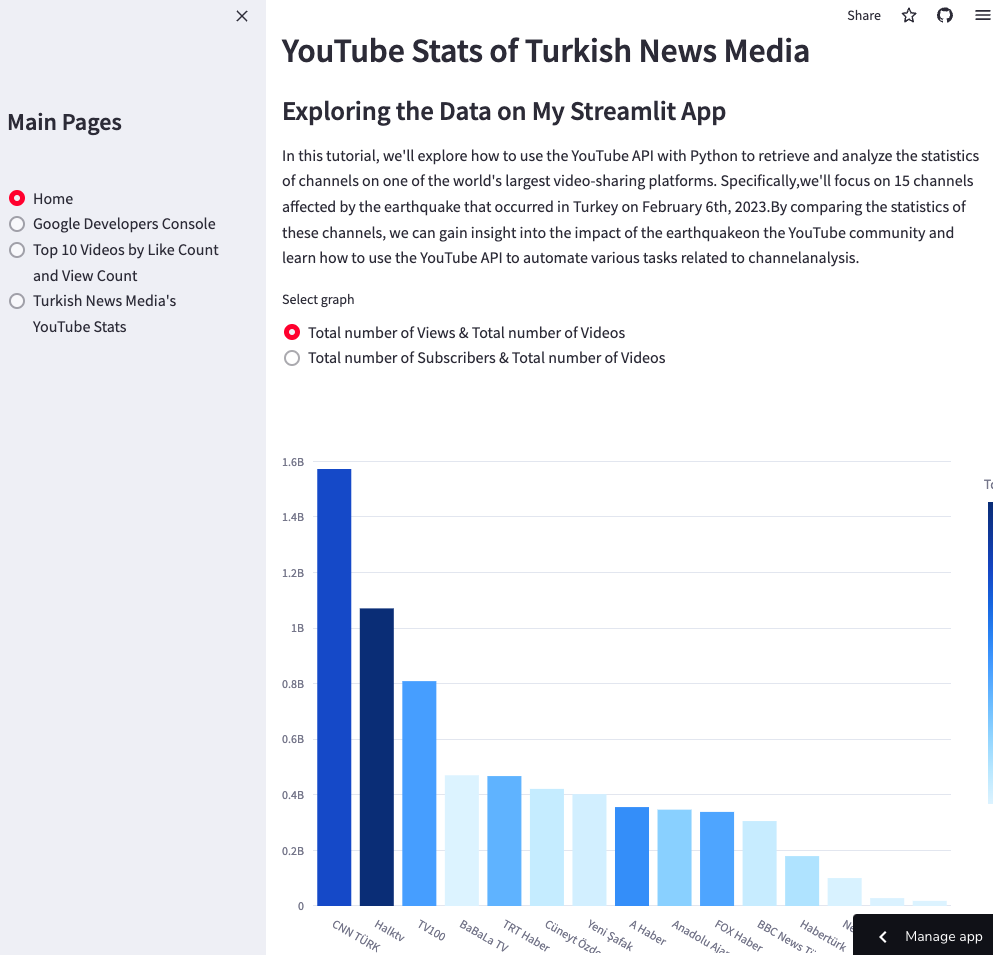 Share
YouTube Stats of Turkish News Media
Exploring the Data on My Streamlit App
Main Pages
Home
Google Developers Console
Top 10 Videos by Like Count
and View Count
Turkish News Media's
YouTube Stats
In this tutorial, we'll explore how to use the YouTube API with Python to retrieve and analyze the statistics
of channels on one of the world's largest video-sharing platforms. Specifically,we'll focus on 15 channels
affected by the earthquake that occurred in Turkey on February 6th, 2023.By comparing the statistics of
these channels, we can gain insight into the impact of the earthquakeon the YouTube community and
learn how to use the YouTube API to automate various tasks related to channelanalysis.
Select graph
Total number of Views & Total number of Videos
Total number of Subscribers & Total number of Videos
1.6B
1.4B
1.2B
1B
0.8B
0.6B
0.4B
0.2B
0
CNN TÜRK
Halktv
TV100
BaBaLa TV
TRT Haber
Cüneyt
Yeni Şafak
A Haber
Anadolu
FOX Haber
BBC News
Habertürk
Manage app